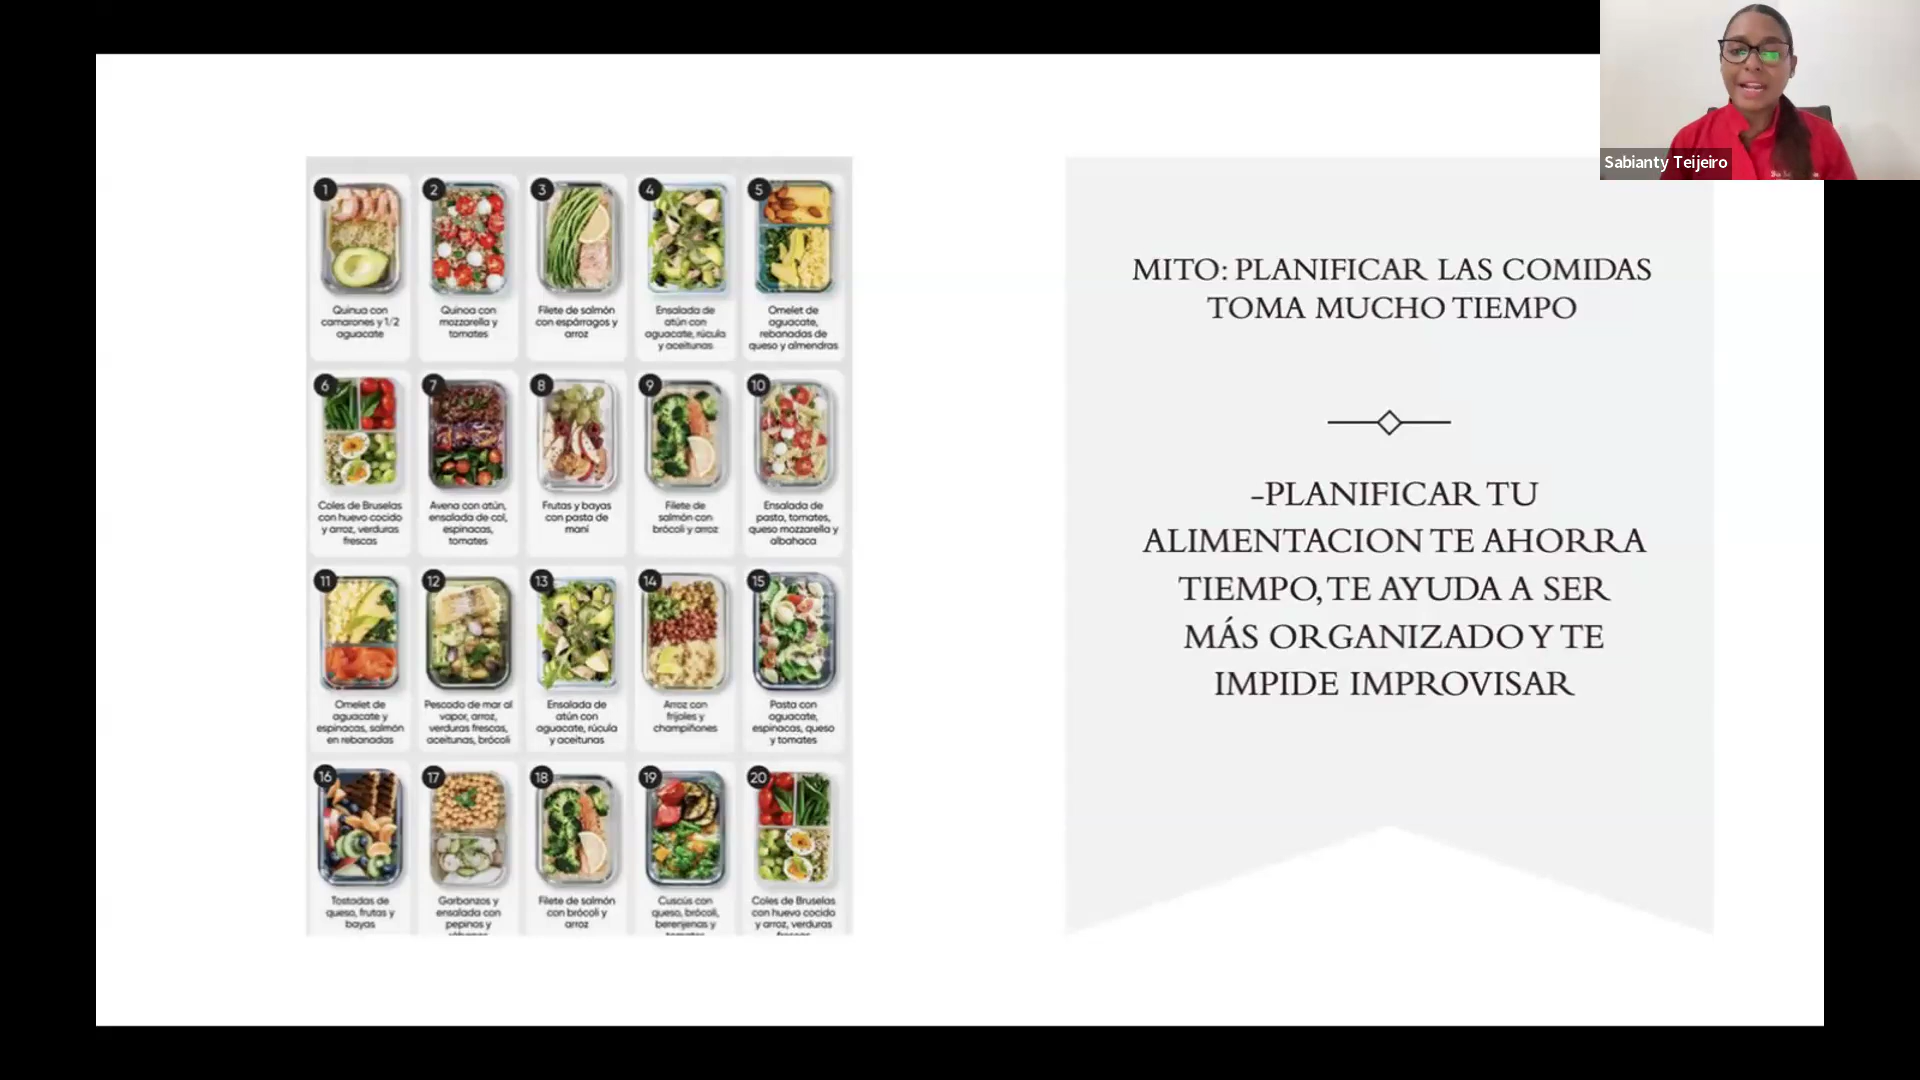 Sabianty Teijeiro
1
Quinua con
camarones y 1/2
aguacate
2
Quinoa con
mozzarella y
tomates
3
Filete de salmón
con espárragos y
arroz
4
Ensalada de
atún con
aguacate, rúcula
y aceitunas
5
Omelet de
aguacate,
rebanadas de
queso y almendras
6
Coles de Bruselas
con huevo cocido
y arroz, verduras
frescas
7
Avena con atún,
ensalada de col,
espinacas,
tomates
8
Frutas y bayas
con pasta de
maní
9
Filete de
salmón con
brócoli y arroz
10
Ensalada de
pasta, tomates,
queso mozzarella y
albahaca
11
Omelet de
aguacate y
espinacas, salmón
en rebanadas
12
Pescado de mar al
vapor, arroz,
verduras frescas,
aceitunas, brócoli
13
Ensalada de
atún con
aguacate, rúcula
y aceitunas
14
Arroz con
frijoles y
champiñones
15
Pasta con
aguacate,
espinacas, queso
y tomates
16
Tostadas de
queso, frutas y
bayas
17
Garbanzos y
ensalada con
pepinos y
18
Filete de salmón
con brócoli y
arroz
19
Cuscús con
queso, brócoli,
berenjenas y
20
Coles de Bruselas
con huevo cocido
y arroz, verduras
MITO: PLANIFICAR LAS COMIDAS
TOMA MUCHO TIEMPO
-PLANIFICAR TU
ALIMENTACION TE AHORRA
TIEMPO, TE AYUDA A SER
MÁS ORGANIZADO Y TE
IMPIDE IMPROVISAR